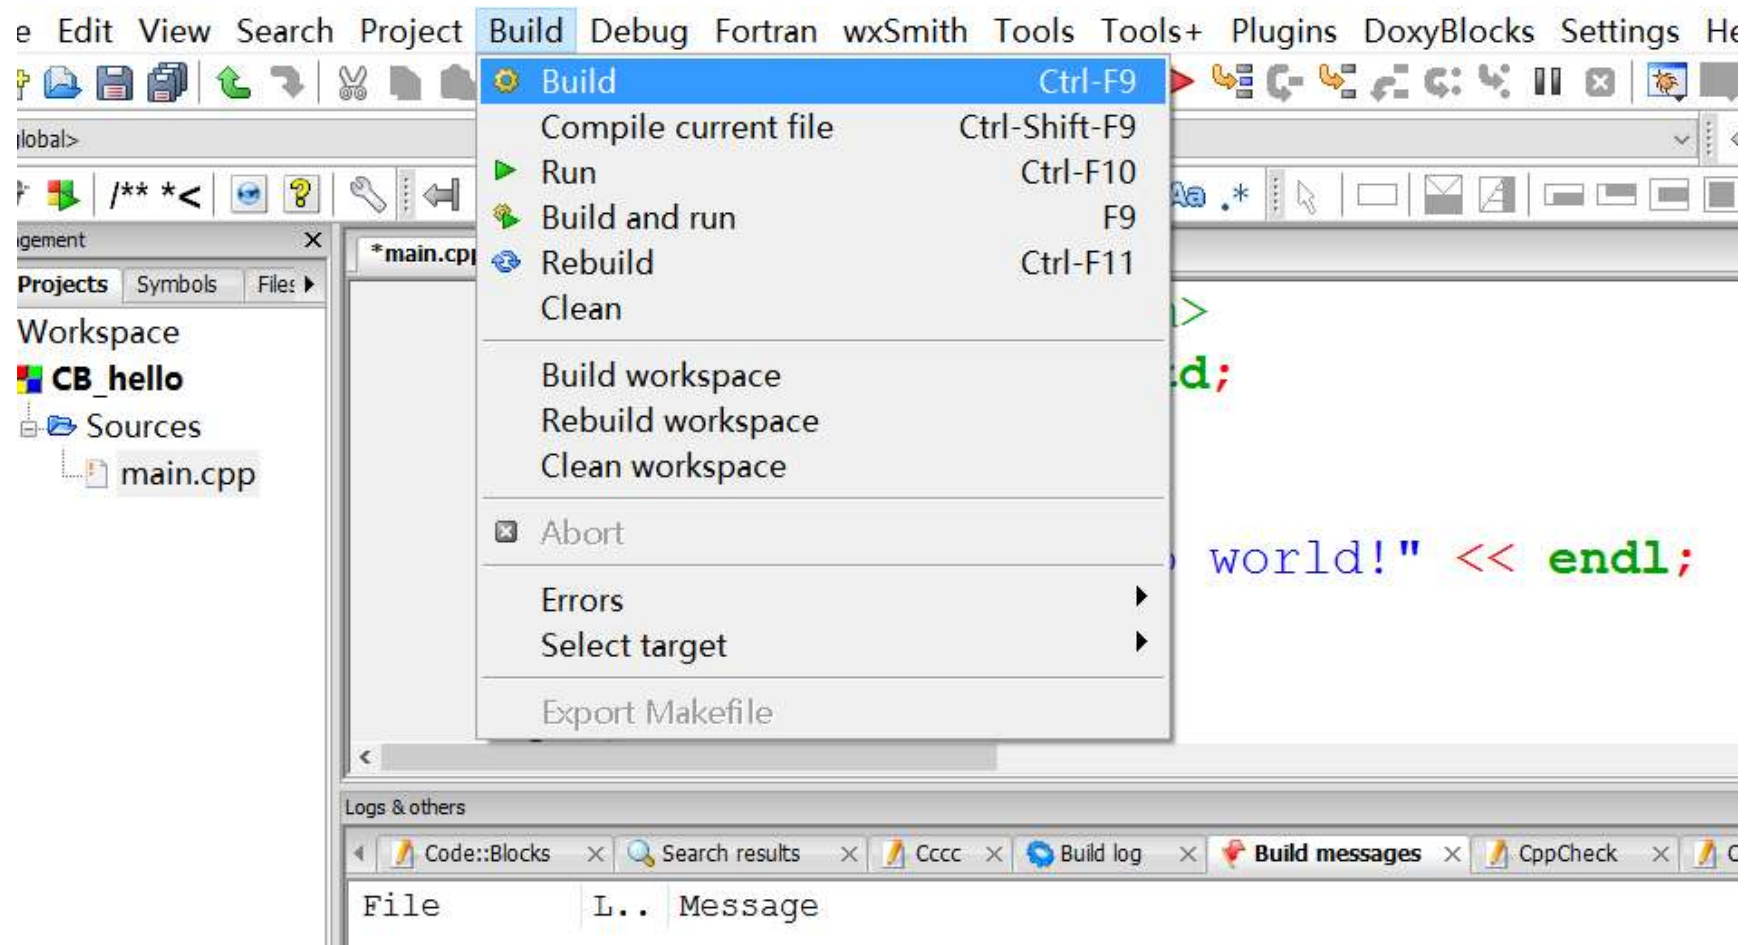 e Edit View Search Project Build Debug Fortran wxSmith Tools Tools+ Plugins DoxyBlocks Settings He
Build Ctrl-F9
Compile current file Ctrl-Shift-F9
Run Ctrl-F10
Build and run F9
Rebuild Ctrl-F11
Clean
Build workspace
Rebuild workspace
Clean workspace
Abort
Errors
Select target
Export Makefile
lobal>
/** *<
Aa .*
gement
*main.cpp
Projects Symbols Files
Workspace
CB_hello
Sources
main.cpp
>
d;
world!" << endl;
Logs & others
Code::Blocks Search results Cccc Build log Build messages CppCheck
File L.. Message